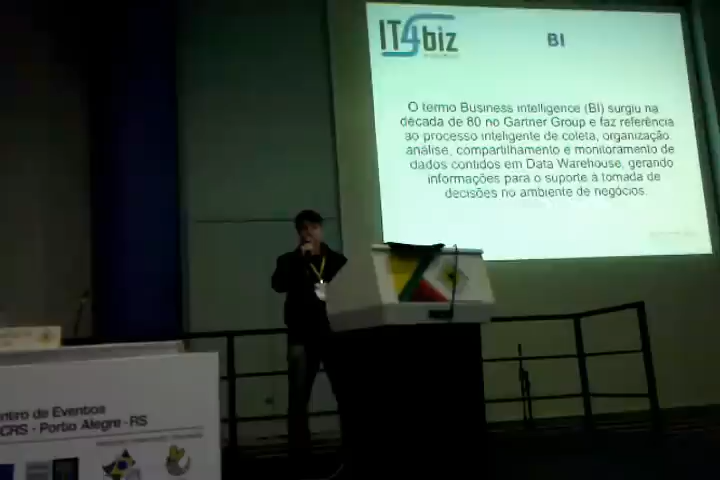 IT4biz
BI
O termo Business intelligence (BI) surgiu na
década de 80 no Gartner Group e faz referência
ao processo inteligente de coleta, organização
análise, compartilhamento e monitoramento de
dados contidos em Data Warehouse, gerando
informações para o suporte à tomada de
decisões no ambiente de negócios.
ntro de Eventos
CRS - Porto Alegre - RS